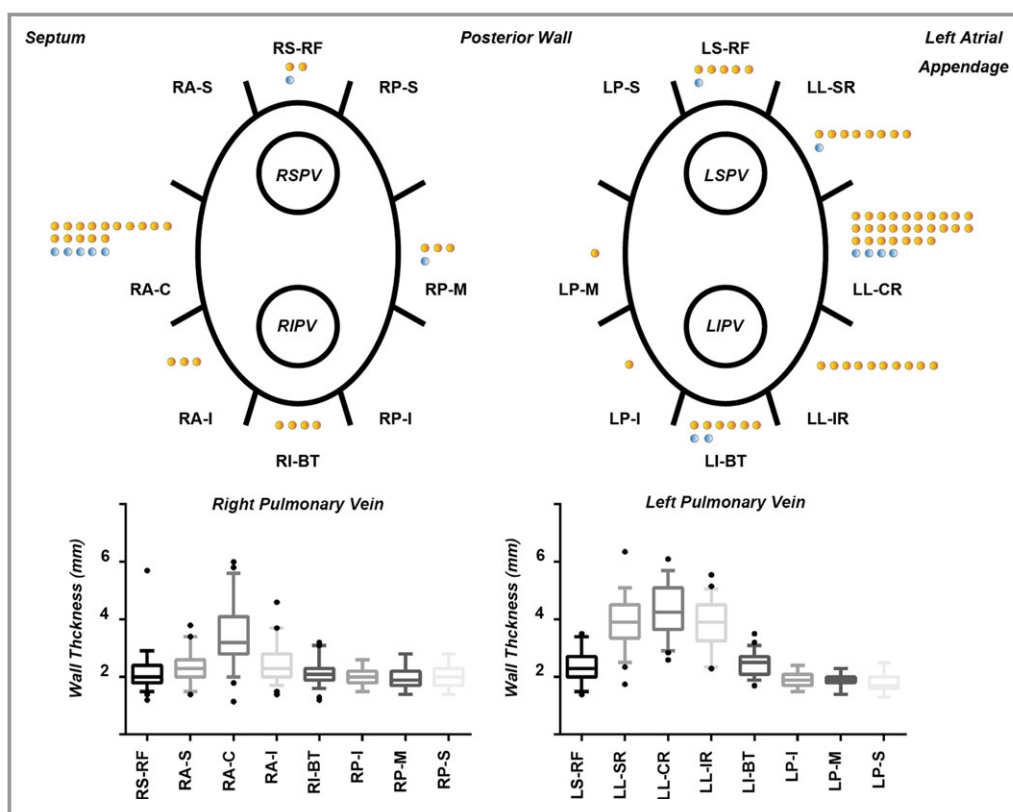 Septum
Posterior Wall
Left Atrial
Appendage
RS-RF
LS-RF
RA-S
RP-S
LP-S
LL-SR
RSPV
LSPV
RA-C
RP-M
LP-M
LL-CR
RIPV
LIPV
RA-I
RP-I
LP-I
LL-IR
RI-BT
LI-BT
Right Pulmonary Vein
Wall Thckness (mm)
6
4
2
RS-RF
RA-S
RA-C
RA-I
RI-BT
RP-I
RP-M
RP-S
Left Pulmonary Vein
Wall Thckness (mm)
6
4
2
LS-RF
LL-SR
LL-CR
LL-IR
LI-BT
LP-I
LP-M
LP-S